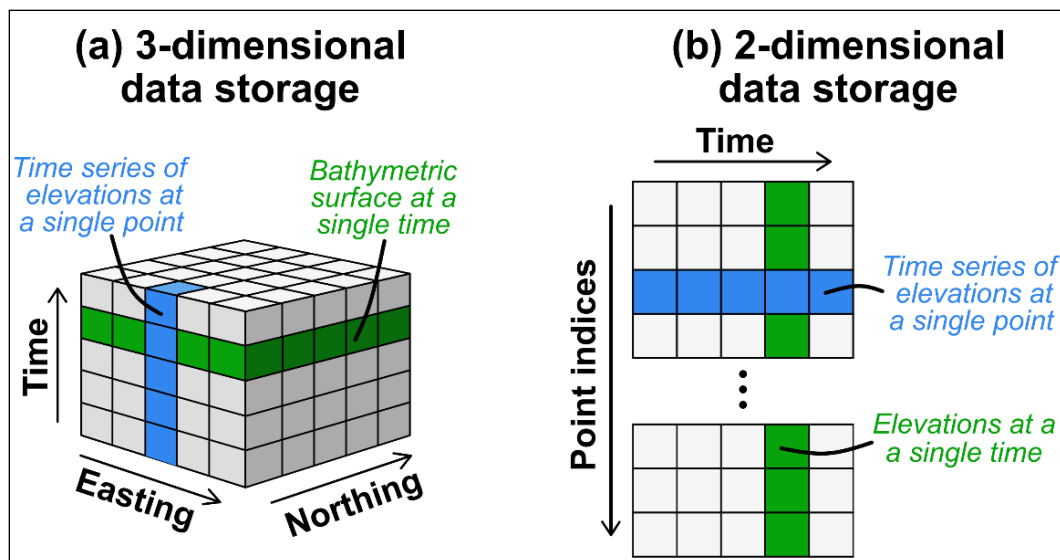 (a) 3-dimensional
data storage
Time series of
elevations at
a single point
Bathymetric
surface at a
single time
Time
Easting
Northing
(b) 2-dimensional
data storage
Time
Point indices
Time series of
elevations at
a single point
Elevations at a
a single time